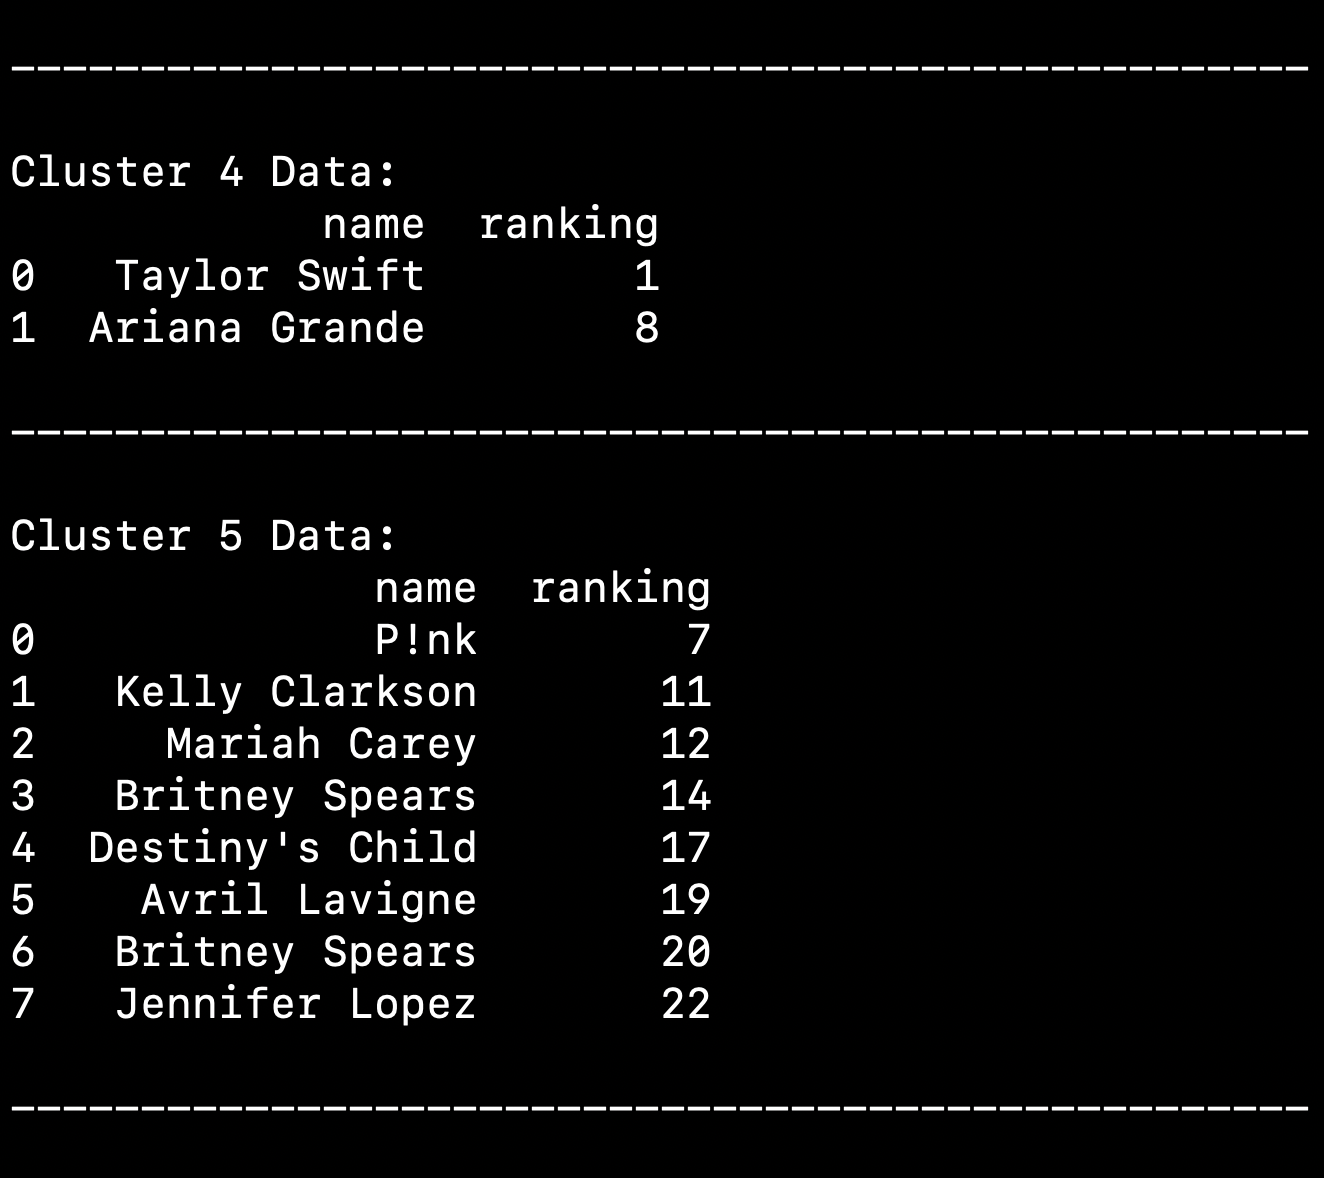 --------------------------------------------------
Cluster 4 Data:
            name  ranking
0   Taylor Swift        1
1  Ariana Grande        8
--------------------------------------------------
Cluster 5 Data:
              name  ranking
0             P!nk        7
1   Kelly Clarkson       11
2     Mariah Carey       12
3   Britney Spears       14
4  Destiny's Child       17
5    Avril Lavigne       19
6   Britney Spears       20
7   Jennifer Lopez       22
--------------------------------------------------